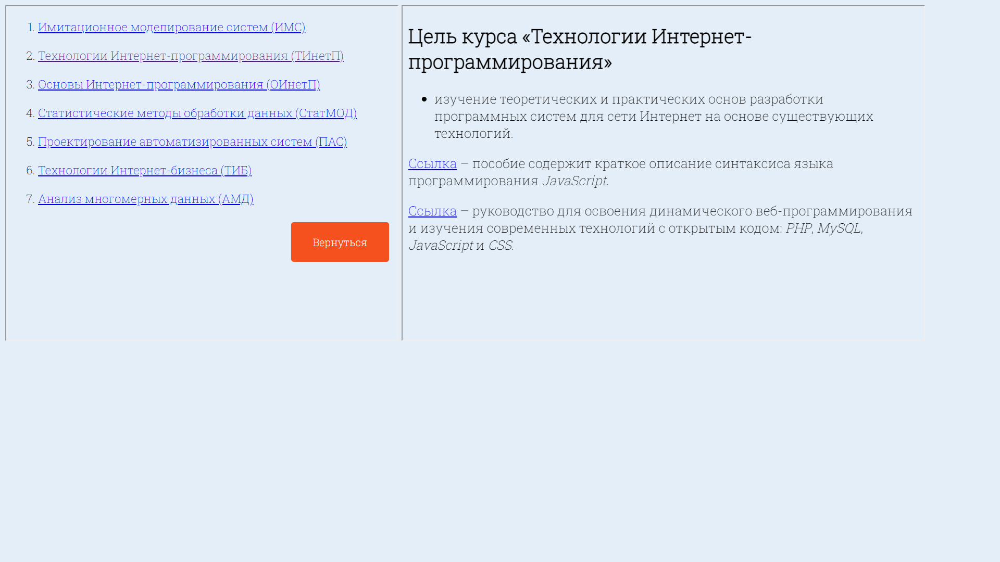 1. Имитационное моделирование систем (ИМС)
2. Технологии Интернет-программирования (ТИнетП)
3. Основы Интернет-программирования (ОИнетП)
4. Статистические методы обработки данных (СтатМОД)
5. Проектирование автоматизированных систем (ПАС)
6. Технологии Интернет-бизнеса (ТИБ)
7. Анализ многомерных данных (АМД)
Вернуться
Цель курса «Технологии Интернет-
программирования»
• изучение теоретических и практических основ разработки
программных систем для сети Интернет на основе существующих
технологий.
Ссылка – пособие содержит краткое описание синтаксиса языка
программирования JavaScript.
Ссылка – руководство для освоения динамического веб-программирования
и изучения современных технологий с открытым кодом: PHP, MySQL,
JavaScript и CSS.